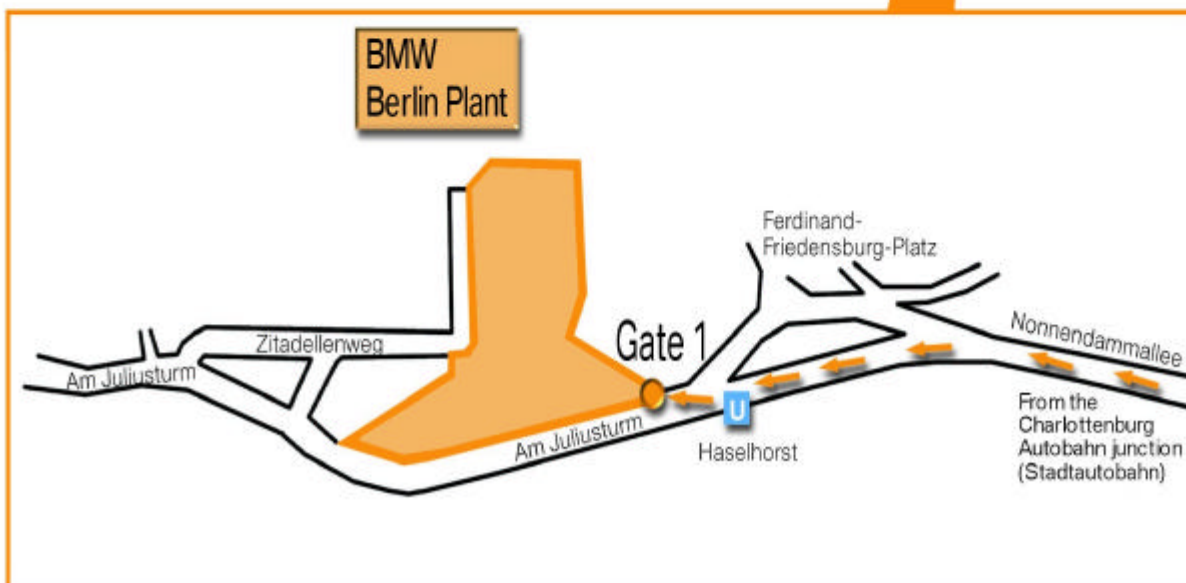 BMW
Berlin Plant
Ferdinand-
Friedensburg-Platz
Gate 1
Zitadellenweg
Nonnendammallee
Am Juliusturm
Am Juliusturm
U
Haselhorst
From the
Charlottenburg
Autobahn junction
(Stadtautobahn)